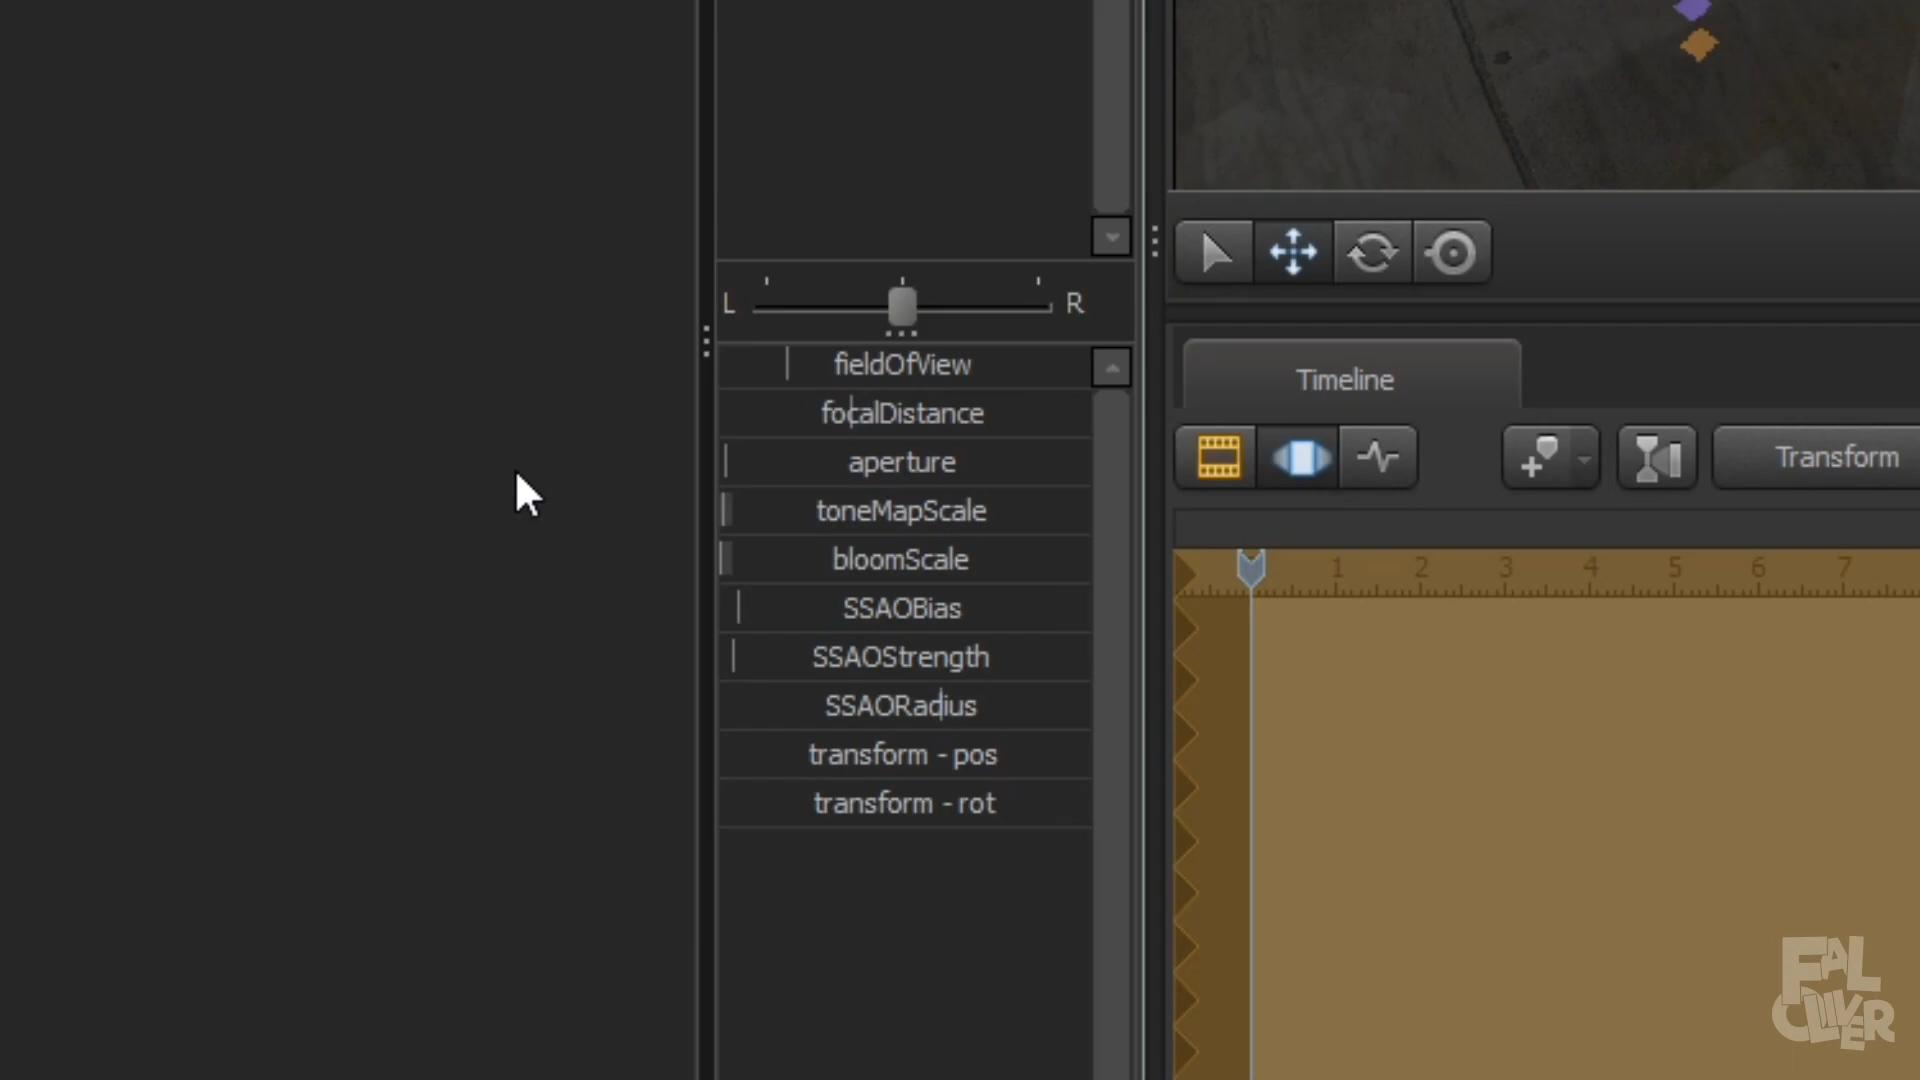 L R
fieldOfView
focalDistance
aperture
toneMapScale
bloomScale
SSAOBias
SSAOStrength
SSAORadius
transform - pos
transform - rot
Timeline
Transform
1 2 3 4 5 6 7
FAL
CLIVER